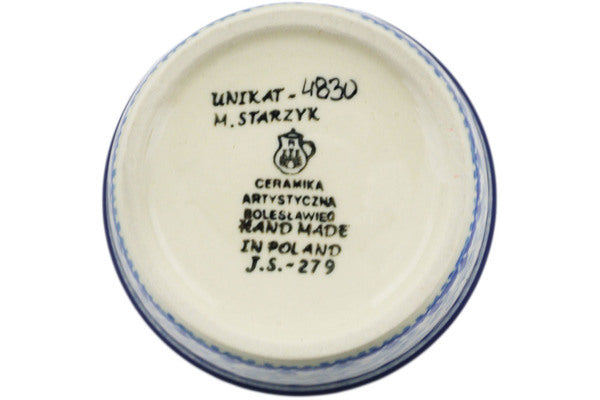 UNIKAT - 4830
M. STARZYK
CERAMIKA
ARTYSTYCZNA
BOLESŁAWIEC
HAND MADE
IN POLAND
J.S.-279